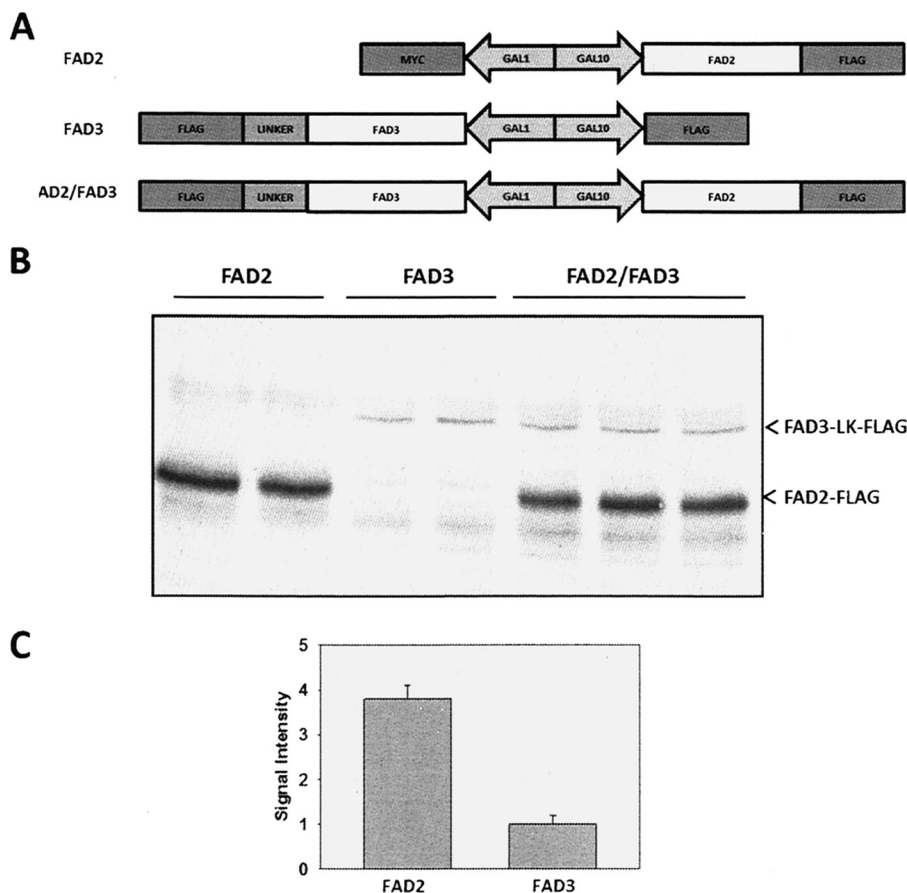 A
FAD2
MYC GAL1 GAL10 FAD2 FLAG
FAD3
FLAG LINKER FAD3 GAL1 GAL10 FLAG
AD2/FAD3
FLAG LINKER FAD3 GAL1 GAL10 FAD2 FLAG
B
FAD2 FAD3 FAD2/FAD3
< FAD3-LK-FLAG
< FAD2-FLAG
C
Signal Intensity
5
4
3
2
1
0
FAD2 FAD3